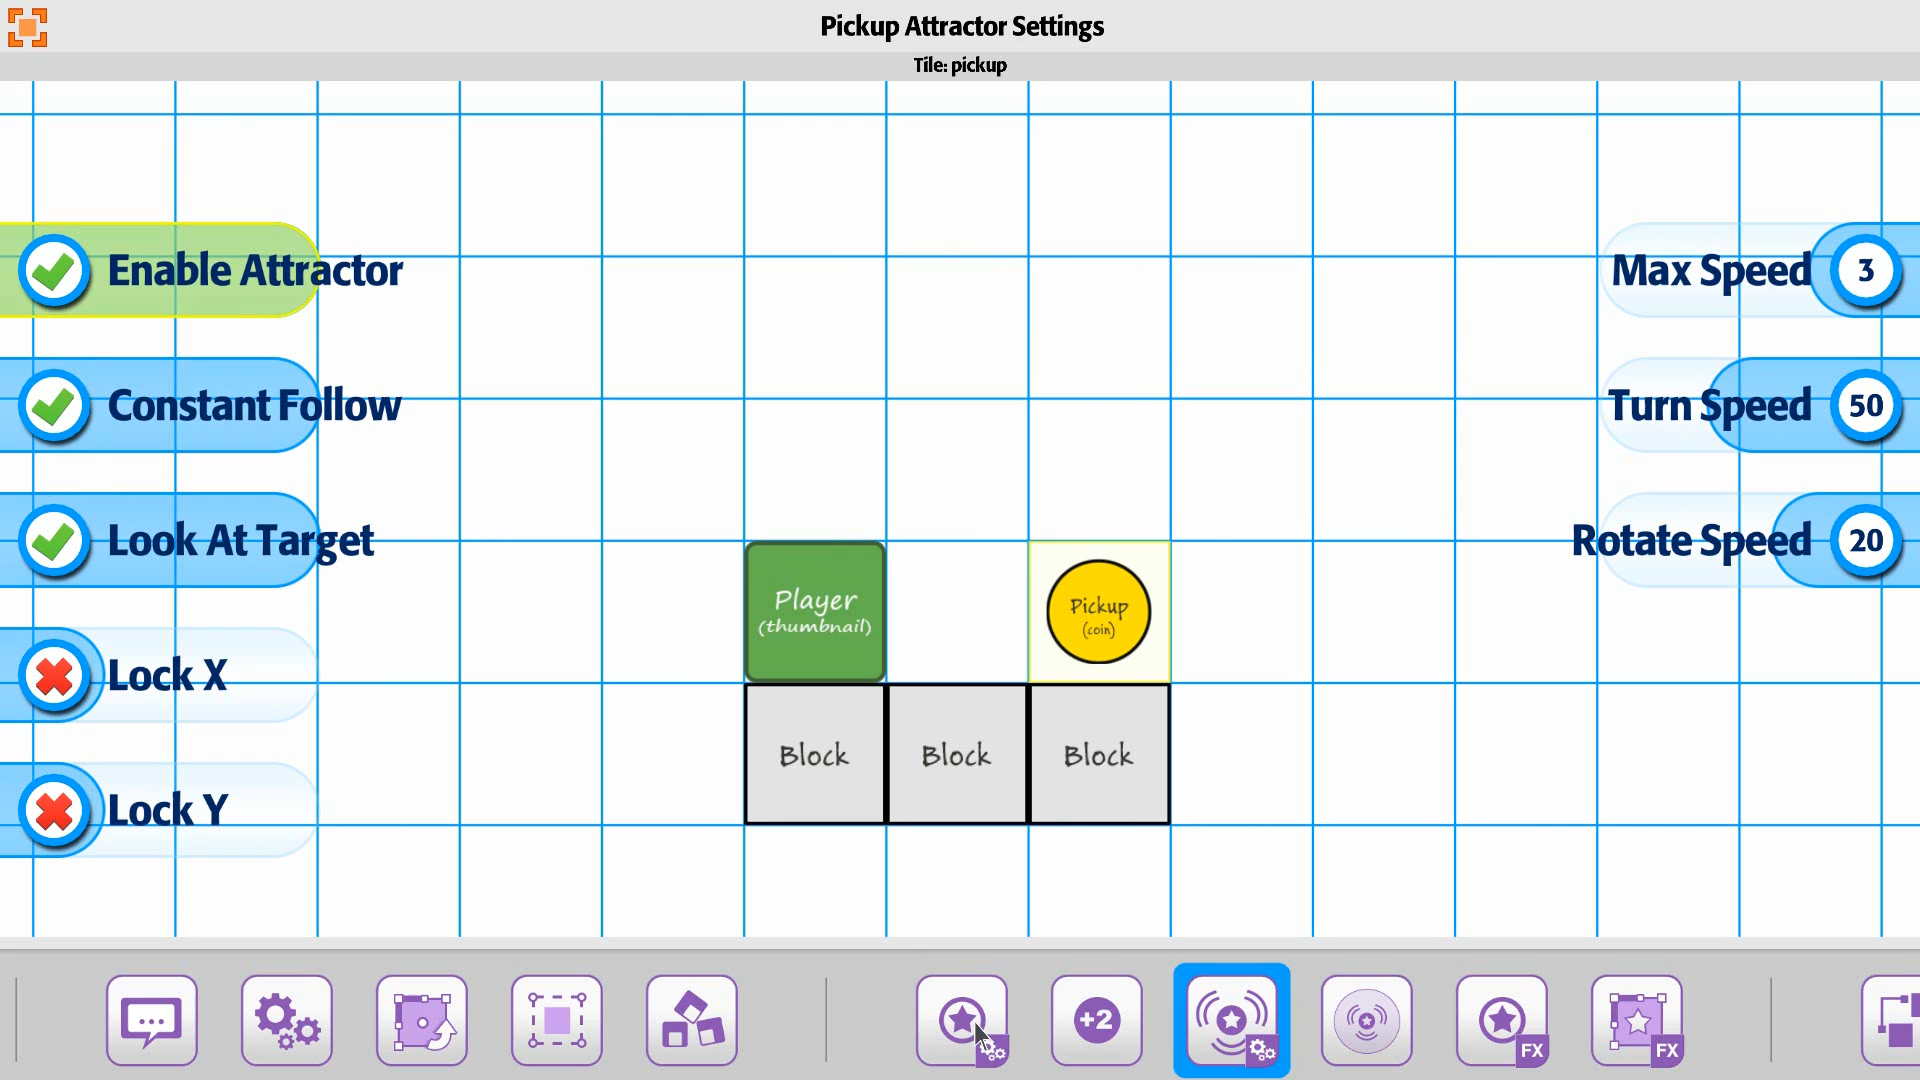 Pickup Attractor Settings
Tile: pickup
Enable Attractor
Constant Follow
Look At Target
Lock X
Lock Y
Max Speed 3
Turn Speed 50
Rotate Speed 20
Player
(thumbnail)
Pickup
(coin)
Block Block Block
+2
FX
FX